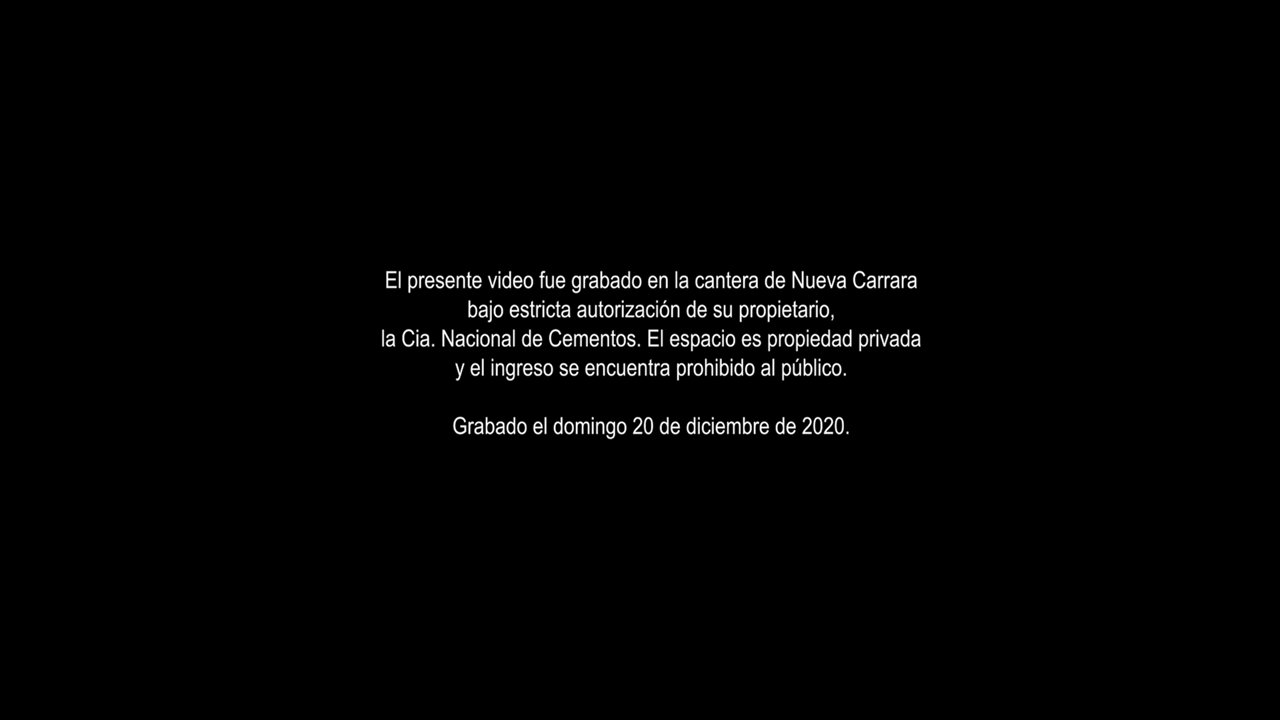 El presente video fue grabado en la cantera de Nueva Carrara
bajo estricta autorización de su propietario,
la Cia. Nacional de Cementos. El espacio es propiedad privada
y el ingreso se encuentra prohibido al público.
Grabado el domingo 20 de diciembre de 2020.